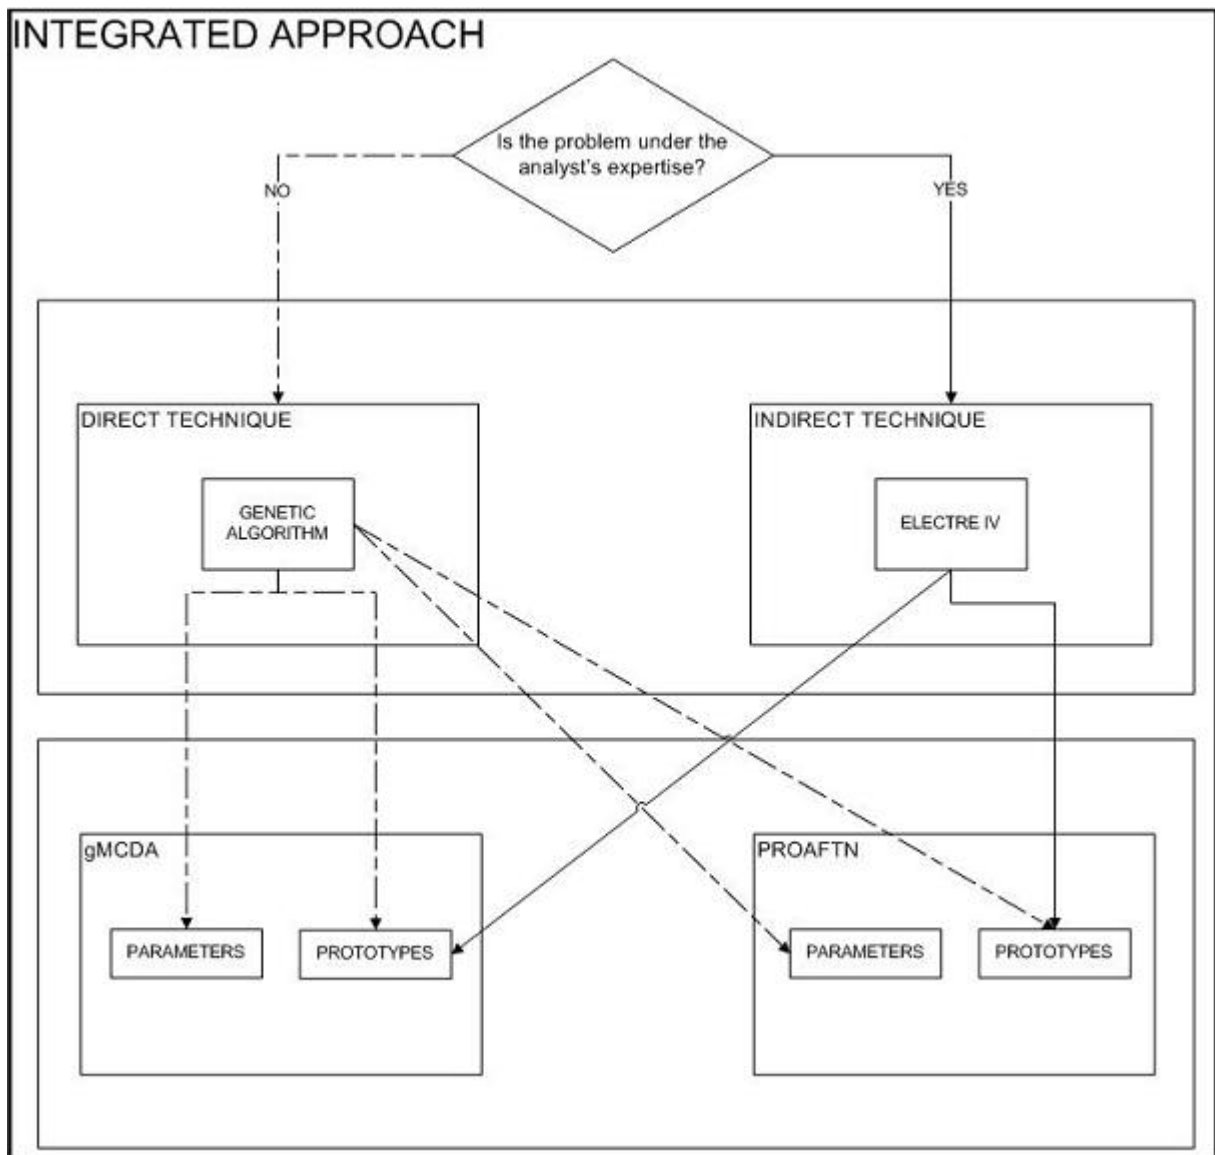 INTEGRATED APPROACH
Is the problem under the
analyst's expertise?
NO
YES
DIRECT TECHNIQUE
INDIRECT TECHNIQUE
GENETIC
ALGORITHM
ELECTRE IV
gMCDA
PROAFTN
PARAMETERS
PROTOTYPES
PARAMETERS
PROTOTYPES